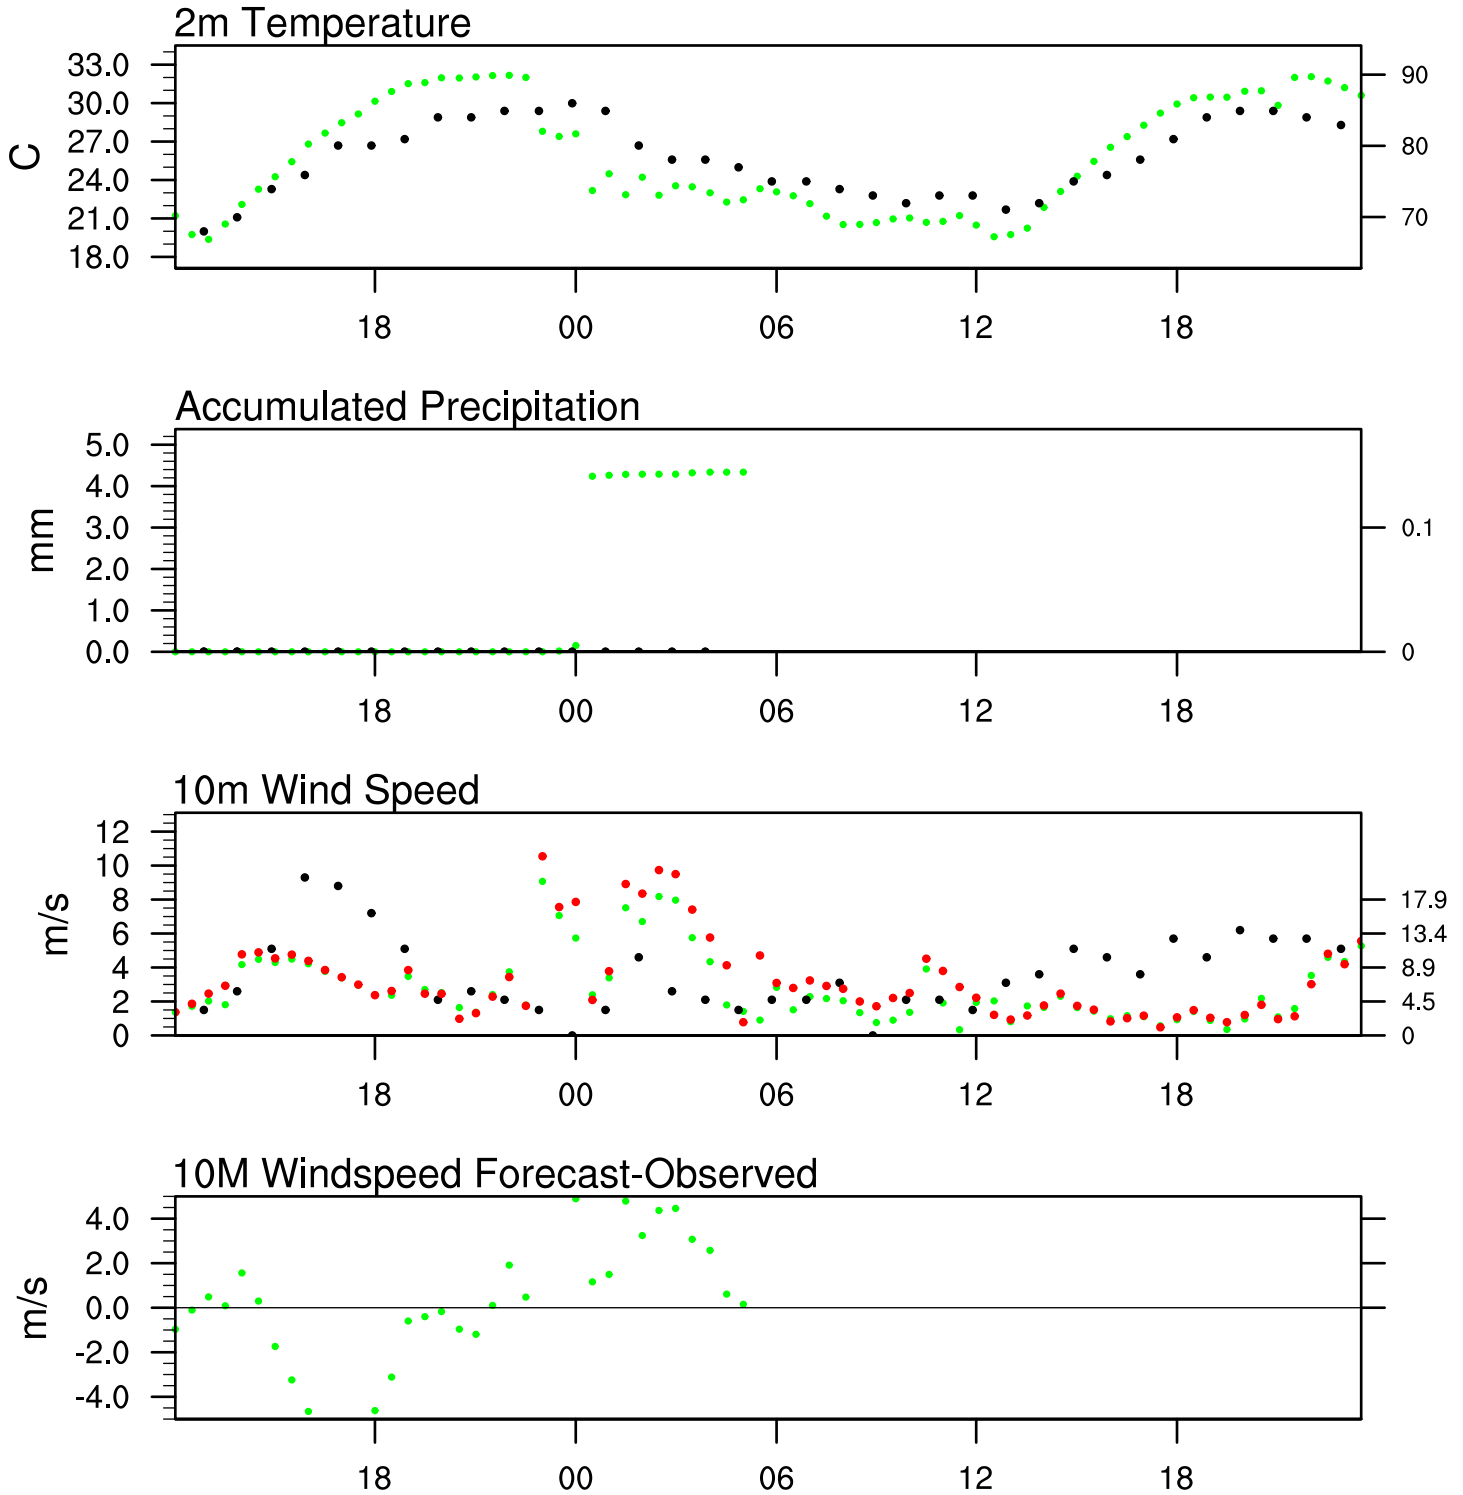 2m Temperature
33.0
30.0
27.0
24.0
21.0
18.0
C
90
80
70
18 00 06 12 18
Accumulated Precipitation
5.0
4.0
3.0
2.0
1.0
0.0
mm
0.1
0
18 00 06 12 18
10m Wind Speed
12
10
8
6
4
2
0
m/s
17.9
13.4
8.9
4.5
0
18 00 06 12 18
10M Windspeed Forecast-Observed
4.0
2.0
0.0
-2.0
-4.0
m/s
18 00 06 12 18